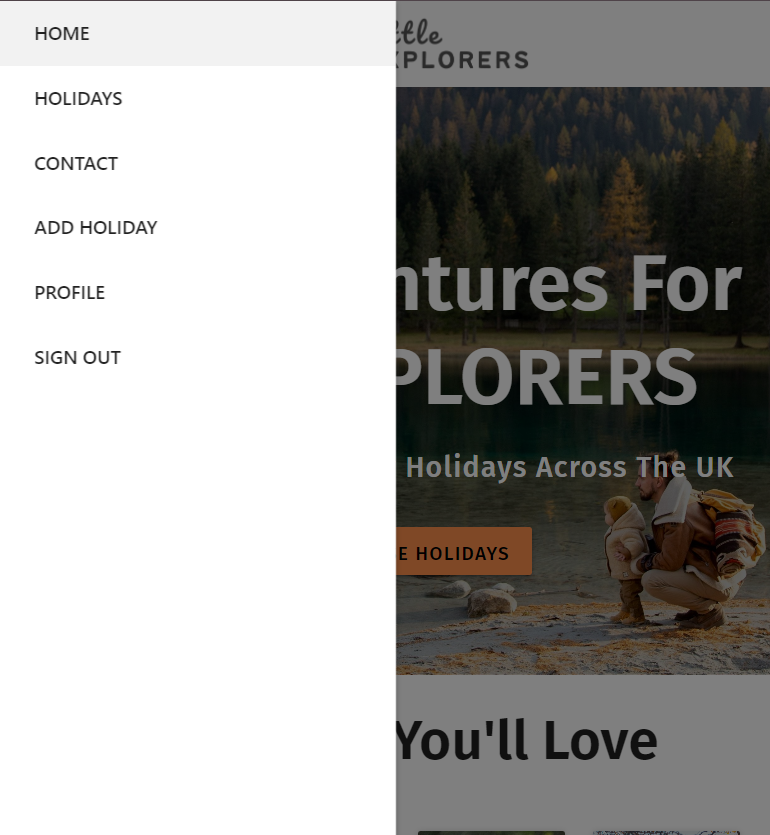 HOME
HOLIDAYS
CONTACT
ADD HOLIDAY
PROFILE
SIGN OUT
ttle
PLORERS
ntures For
PLORERS
Holidays Across The UK
E HOLIDAYS
You'll Love